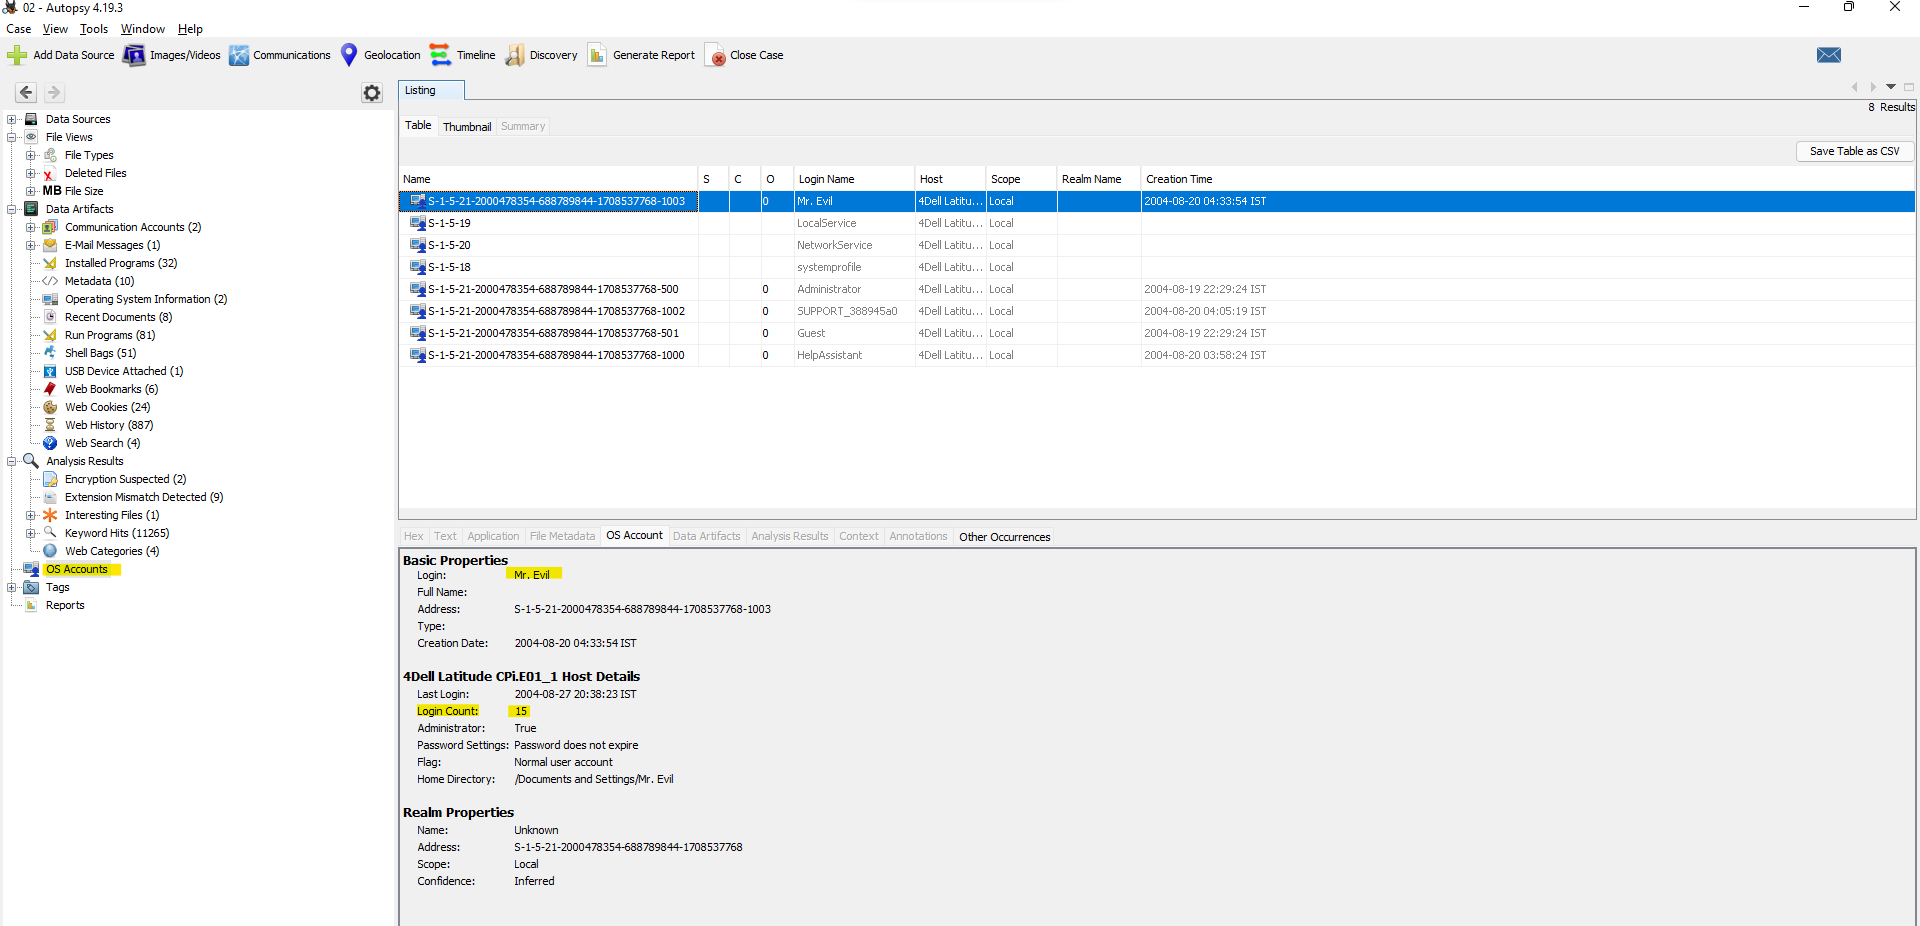 02 - Autopsy 4.19.3
Case View Tools Window Help
Add Data Source Images/Videos Communications Geolocation Timeline Discovery Generate Report Close Case
Listing
8 Results
Table Thumbnail Summary
Save Table as CSV
Name S C O Login Name Host Scope Realm Name Creation Time
S-1-5-21-2000478354-688789844-1708537768-1003 0 Mr. Evil 4Dell Latitu... Local 2004-08-20 04:33:54 IST
S-1-5-19 LocalService 4Dell Latitu... Local
S-1-5-20 NetworkService 4Dell Latitu... Local
S-1-5-18 systemprofile 4Dell Latitu... Local
S-1-5-21-2000478354-688789844-1708537768-500 0 Administrator 4Dell Latitu... Local 2004-08-19 22:29:24 IST
S-1-5-21-2000478354-688789844-1708537768-1002 0 SUPPORT_388945a0 4Dell Latitu... Local 2004-08-20 04:05:19 IST
S-1-5-21-2000478354-688789844-1708537768-501 0 Guest 4Dell Latitu... Local 2004-08-19 22:29:24 IST
S-1-5-21-2000478354-688789844-1708537768-1000 0 HelpAssistant 4Dell Latitu... Local 2004-08-20 03:58:24 IST
Data Sources
File Views
File Types
Deleted Files
MB File Size
Data Artifacts
Communication Accounts (2)
E-Mail Messages (1)
Installed Programs (32)
Metadata (10)
Operating System Information (2)
Recent Documents (8)
Run Programs (81)
Shell Bags (51)
USB Device Attached (1)
Web Bookmarks (6)
Web Cookies (24)
Web History (887)
Web Search (4)
Analysis Results
Encryption Suspected (2)
Extension Mismatch Detected (9)
Interesting Files (1)
Keyword Hits (11265)
Web Categories (4)
OS Accounts
Tags
Reports
Hex Text Application File Metadata OS Account Data Artifacts Analysis Results Context Annotations Other Occurrences
Basic Properties
Login: Mr. Evil
Full Name:
Address: S-1-5-21-2000478354-688789844-1708537768-1003
Type:
Creation Date: 2004-08-20 04:33:54 IST
4Dell Latitude CPi.E01_1 Host Details
Last Login: 2004-08-27 20:38:23 IST
Login Count: 15
Administrator: True
Password Settings: Password does not expire
Flag: Normal user account
Home Directory: /Documents and Settings/Mr. Evil
Realm Properties
Name: Unknown
Address: S-1-5-21-2000478354-688789844-1708537768
Scope: Local
Confidence: Inferred